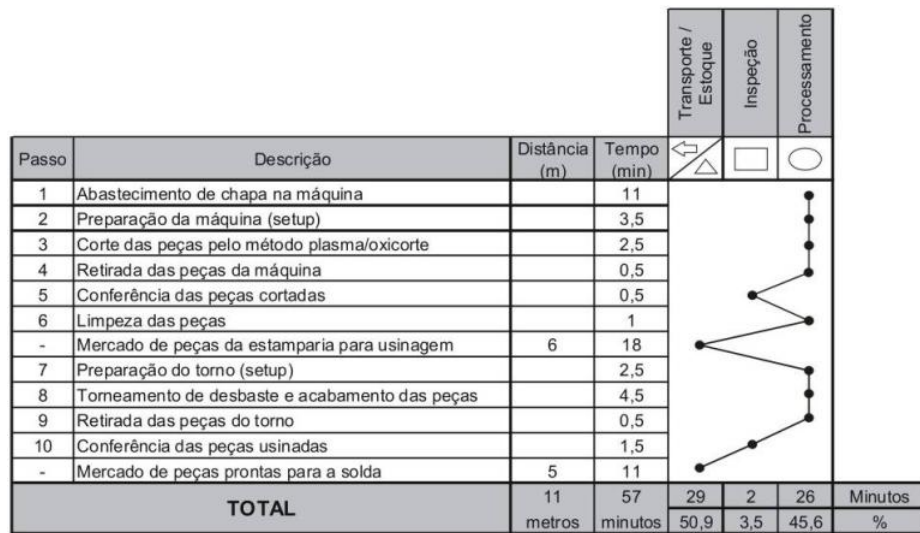 Transporte /
Estoque
Inspeção
Processamento
Passo Descrição Distância (m) Tempo (min)
1 Abastecimento de chapa na máquina 11
2 Preparação da máquina (setup) 3,5
3 Corte das peças pelo método plasma/oxicorte 2,5
4 Retirada das peças da máquina 0,5
5 Conferência das peças cortadas 0,5
6 Limpeza das peças 1
- Mercado de peças da estamparia para usinagem 6 18
7 Preparação do torno (setup) 2,5
8 Torneamento de desbaste e acabamento das peças 4,5
9 Retirada das peças do torno 0,5
10 Conferência das peças usinadas 1,5
- Mercado de peças prontas para a solda 5 11
TOTAL 11 57 29 2 26 Minutos
metros minutos 50,9 3,5 45,6 %